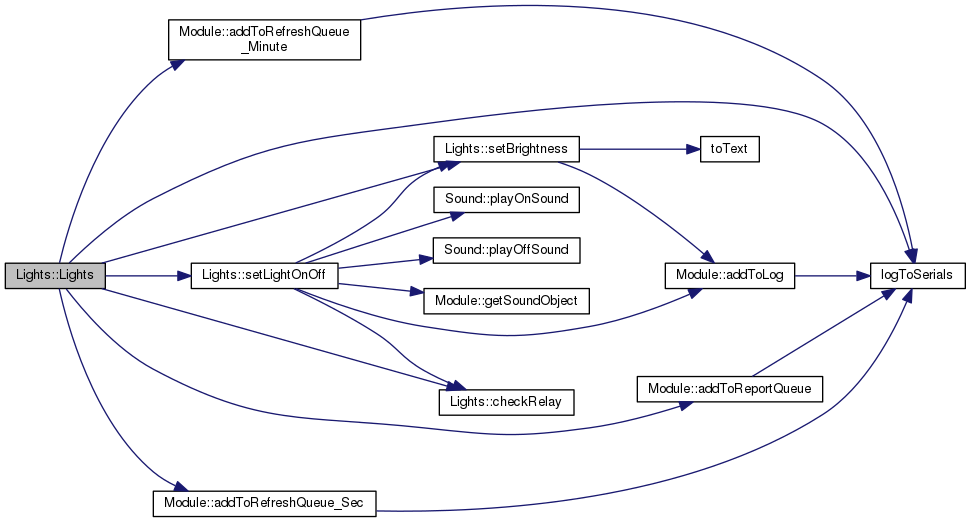 Module::addToRefreshQueue
_Minute
Lights::setBrightness
toText
Sound::playOnSound
Sound::playOffSound
Lights::Lights
Lights::setLightOnOff
Module::addToLog
logToSerials
Module::getSoundObject
Module::addToReportQueue
Lights::checkRelay
Module::addToRefreshQueue_Sec